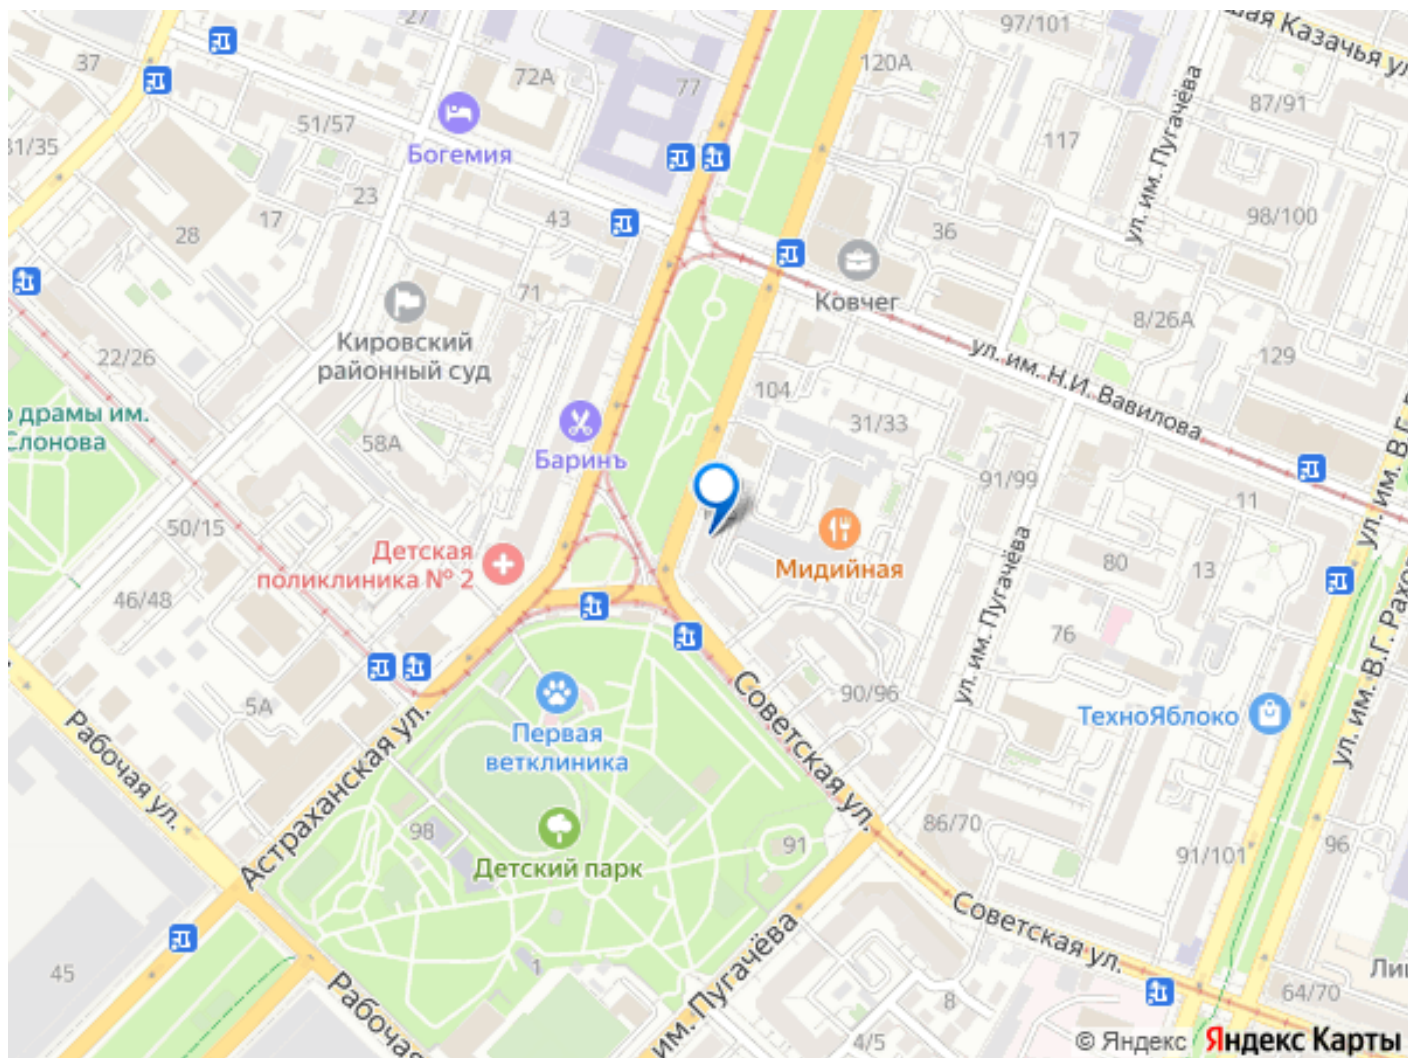 27
97/101
шая Казачья ул
37
72А
77
120А
87/91
51/57
117
ул. им. Пугачёва
31/35
Богемия
23
17
43
98/100
28
36
71
Ковчег
8/26А
Кировский
районный суд
22/26
ул. им. Н.И. Вавилова
129
104
о драмы им.
Слонова
58А
31/33
Баринъ
91/99
11
ул. им. В.Г. Рахо
50/15
Детская
поликлиника № 2
Мидийная
80
13
46/48
ул. им. Пугачёва
76
5А
90/96
Советская ул.
ТехноЯблоко
ул. им. В.Г.
Рабочая ул.
Первая
ветклиника
Астраханская ул.
98
91
86/70
91/101
96
Детский парк
Советская ул.
45
1
им. Пугачёва
Рабочая
8
Ли
64/70
4/5
© Яндекс
Яндекс Карты